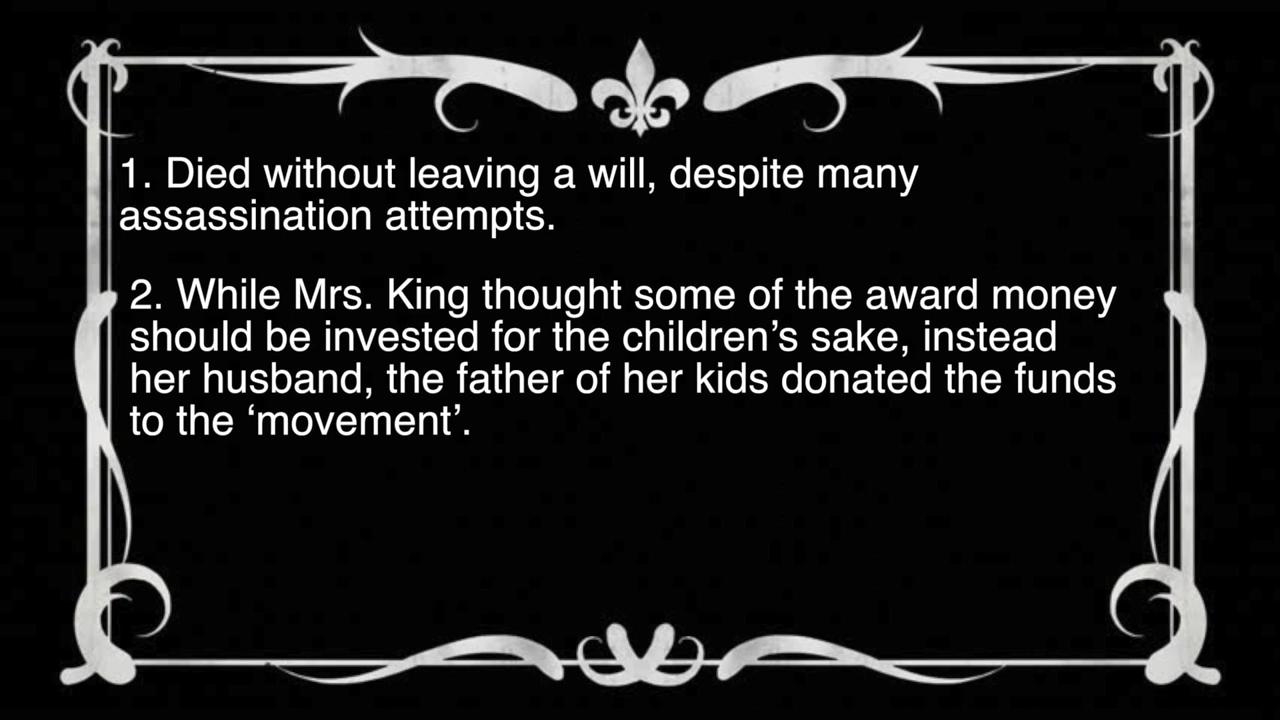 1. Died without leaving a will, despite many
assassination attempts.
2. While Mrs. King thought some of the award money
should be invested for the children’s sake, instead
her husband, the father of her kids donated the funds
to the ‘movement’.